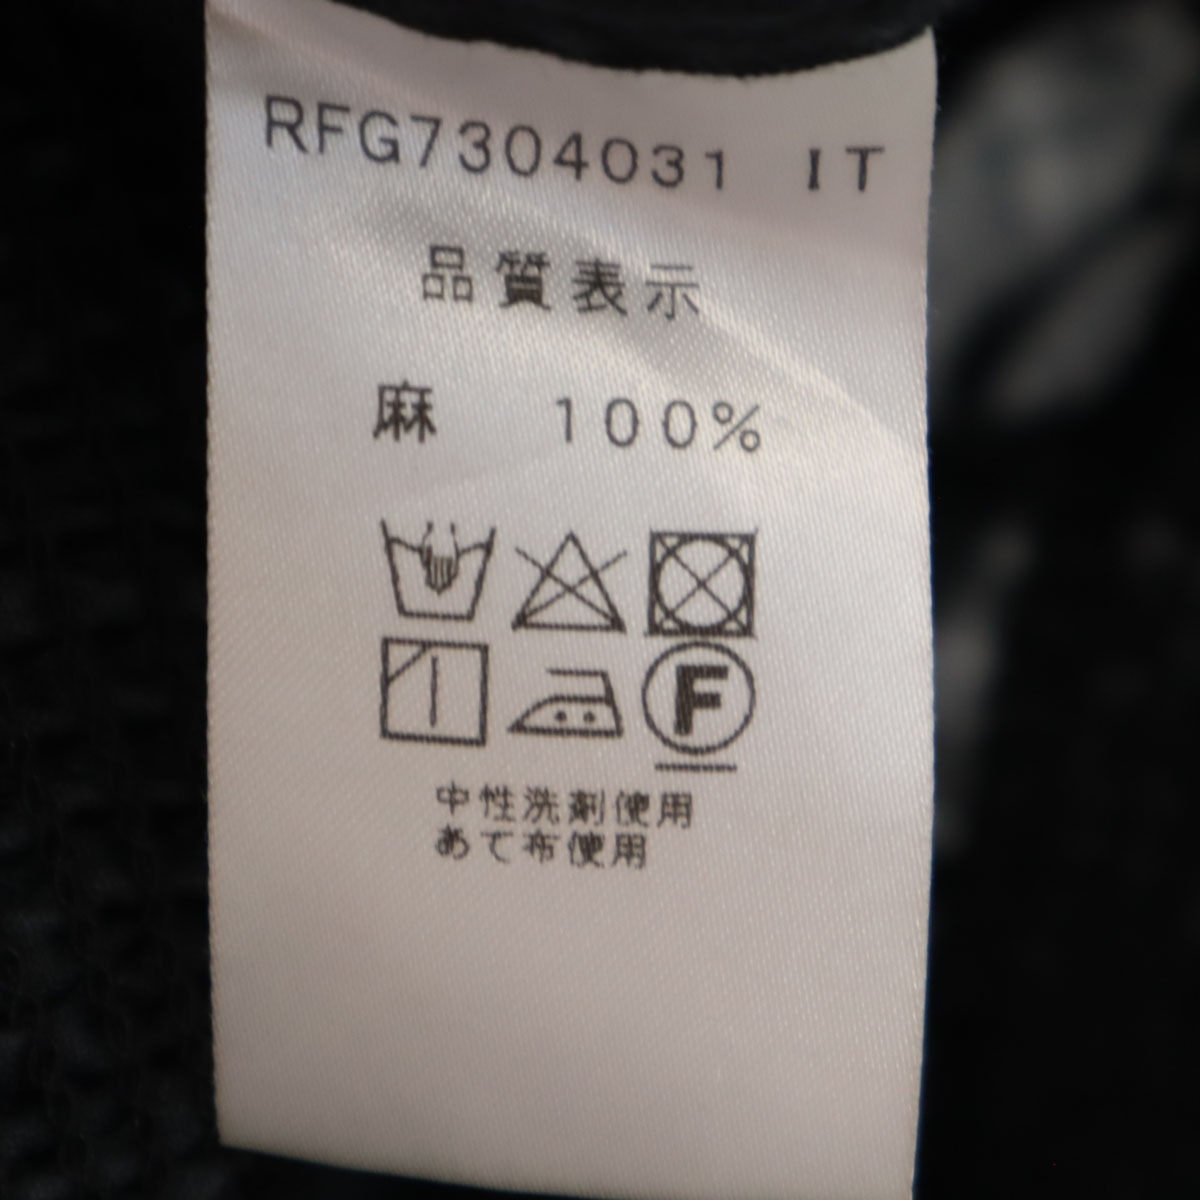 RFG7304031 IT
品質表示
麻 100%
F
中性洗剤使用
あて布使用